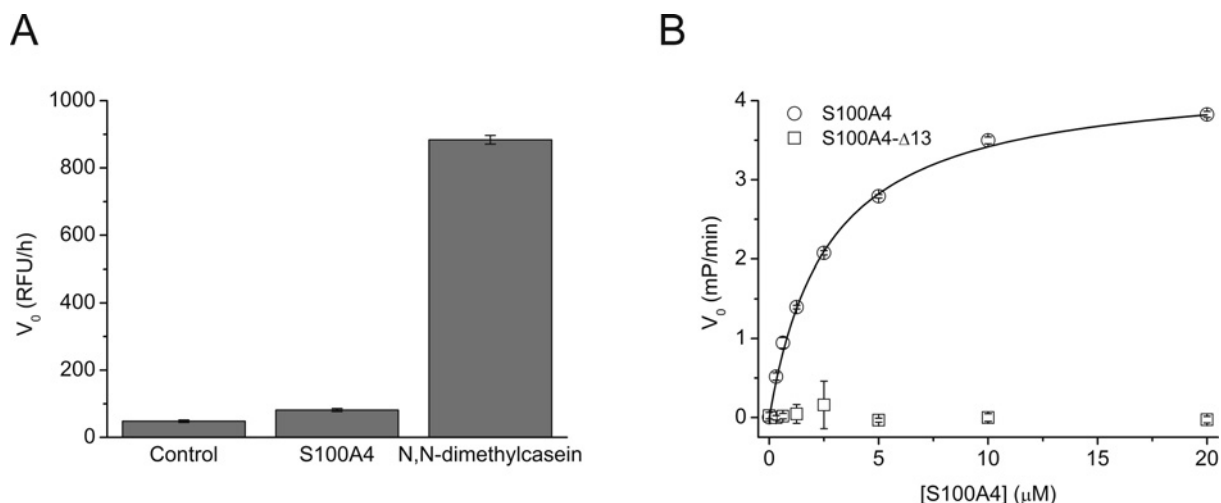 A
V0 (RFU/h)
1000
800
600
400
200
0
Control S100A4 N,N-dimethylcasein
B
V0 (mP/min)
4
3
2
1
0
S100A4
S100A4-Δ13
0 5 10 15 20
[S100A4] (μM)